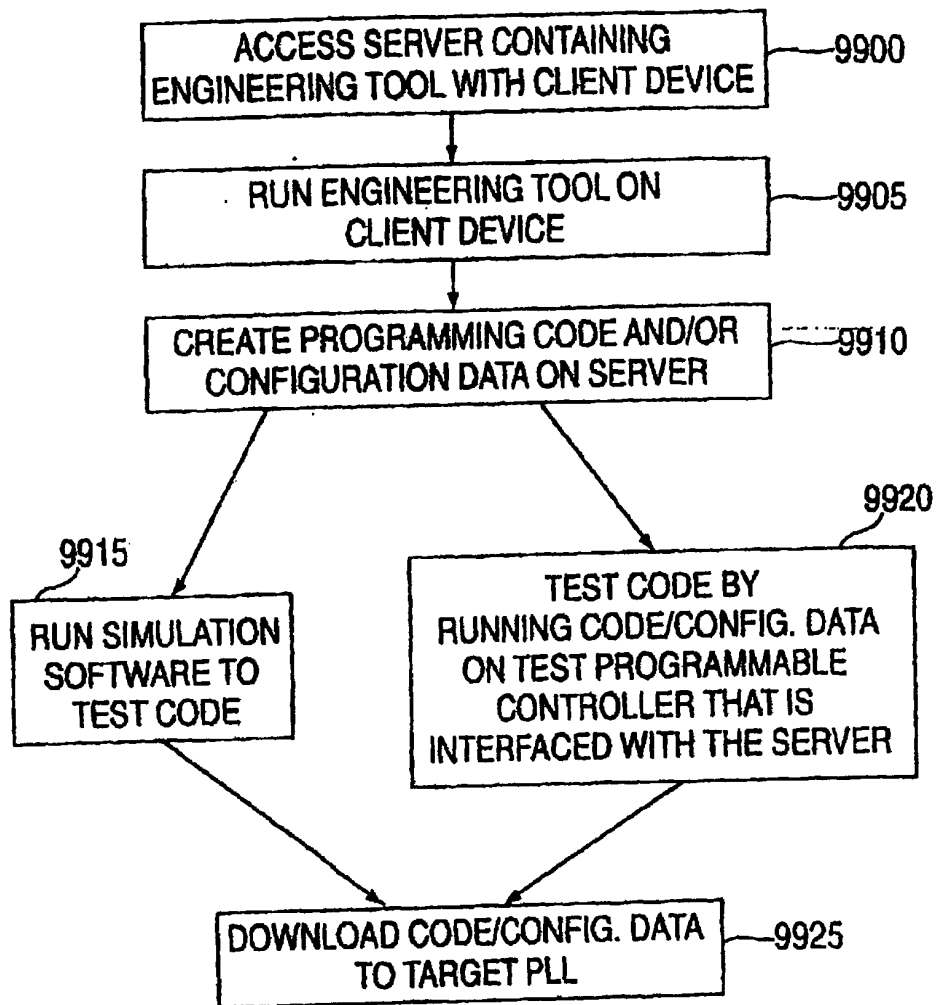 ACCESS SERVER CONTAINING
ENGINEERING TOOL WITH CLIENT DEVICE
9900
RUN ENGINEERING TOOL ON
CLIENT DEVICE
9905
CREATE PROGRAMMING CODE AND/OR
CONFIGURATION DATA ON SERVER
9910
9915
RUN SIMULATION
SOFTWARE TO
TEST CODE
9920
TEST CODE BY
RUNNING CODE/CONFIG. DATA
ON TEST PROGRAMMABLE
CONTROLLER THAT IS
INTERFACED WITH THE SERVER
DOWNLOAD CODE/CONFIG. DATA
TO TARGET PLL
9925